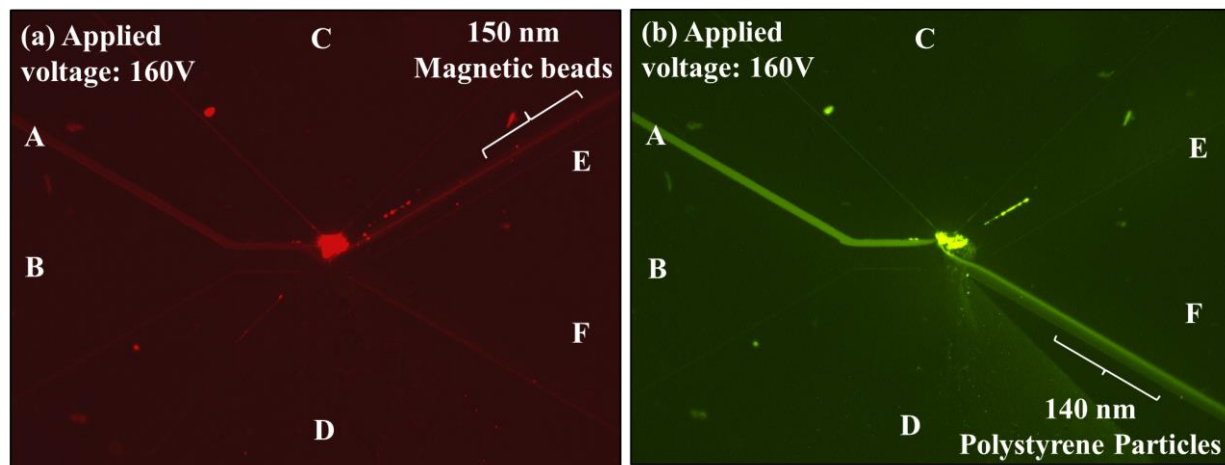 (a) Applied
voltage: 160V
C
150 nm
Magnetic beads
A
E
B
F
D
(b) Applied
voltage: 160V
C
A
E
B
F
140 nm
D
Polystyrene Particles